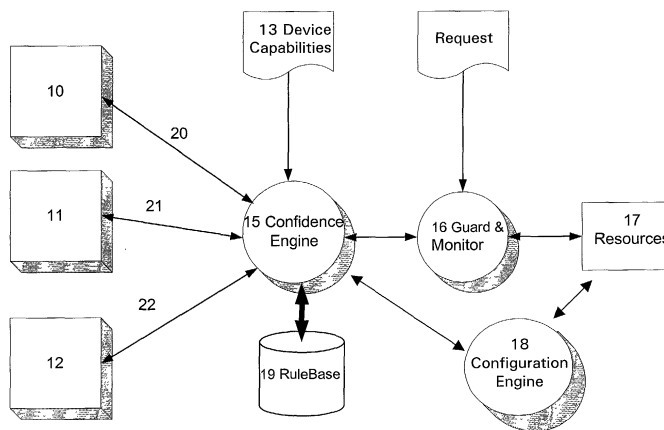 13 Device
Capabilities
Request
10
20
11
21
15 Confidence
Engine
16 Guard &
Monitor
17
Resources
22
12
19 RuleBase
18
Configuration
Engine